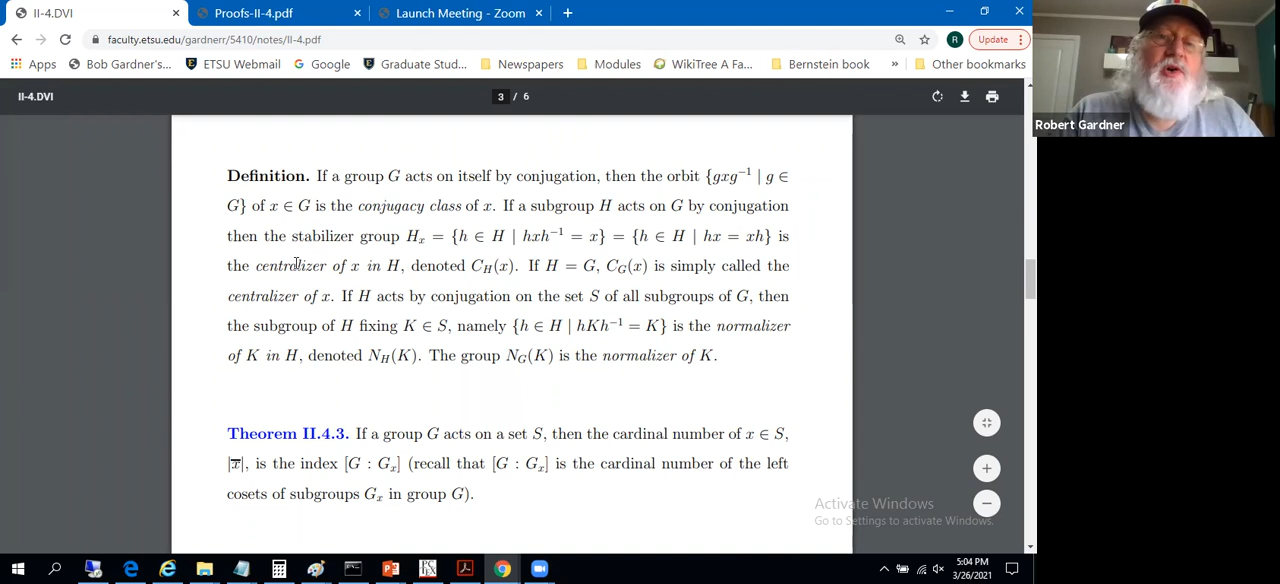 II-4.DVI
Proofs-II-4.pdf
Launch Meeting - Zoom
faculty.etsu.edu/gardnerr/5410/notes/II-4.pdf
R
Update
Apps
Bob Gardner's...
ETSU Webmail
Google
Graduate Stud...
Newspapers
Modules
WikiTree A Fa...
Bernstein book
»
Other bookmarks
II-4.DVI
3 / 6
Robert Gardner
Definition. If a group G acts on itself by conjugation, then the orbit {gxg⁻¹ | g ∈
G} of x ∈ G is the conjugacy class of x. If a subgroup H acts on G by conjugation
then the stabilizer group Hₓ = {h ∈ H | hxh⁻¹ = x} = {h ∈ H | hx = xh} is
the centralizer of x in H, denoted C_H(x). If H = G, C_G(x) is simply called the
centralizer of x. If H acts by conjugation on the set S of all subgroups of G, then
the subgroup of H fixing K ∈ S, namely {h ∈ H | hKh⁻¹ = K} is the normalizer
of K in H, denoted N_H(K). The group N_G(K) is the normalizer of K.
Theorem II.4.3. If a group G acts on a set S, then the cardinal number of x ∈ S,
|x̅|, is the index [G : Gₓ] (recall that [G : Gₓ] is the cardinal number of the left
cosets of subgroups Gₓ in group G).
Activate Windows
Go to Settings to activate Windows.
5:04 PM
3/26/2021